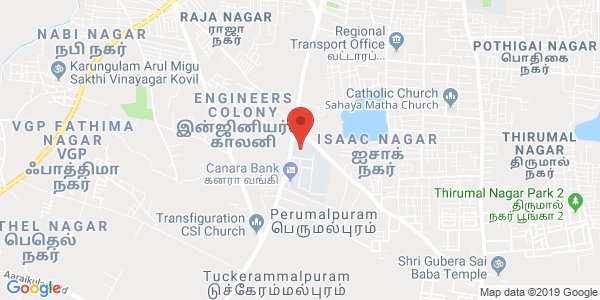 RAJA NAGAR
ராஜா
நகர்
NABI NAGAR
நபி நகர்
Regional
Transport Office
வட்டாரப்...
POTHIGAI NAGAR
பொதிகை
நகர்
Karungulam Arul Migu
Sakthi Vinayagar Kovil
Catholic Church
Sahaya Matha Church
ENGINEERS
COLONY
இன்ஜினியர்
காலனி
VGP FATHIMA
NAGAR
VGP
ஃபாத்திமா
நகர்
ISAAC NAGAR
ஐசாக்
நகர்
THIRUMAL
NAGAR
திருமால்
நகர்
Canara Bank
கனரா வங்கி
Thirumal Nagar Park 2
திருமால்
நகர் பூங்கா 2
Perumalpuram
பெருமல்புரம்
Transfiguration
CSI Church
THEL NAGAR
பெதெல்
நகர்
Shri Gubera Sai
Baba Temple
Tuckerammalpuram
டுச்கேரம்மல்புரம்
Google
Map data ©2019 Google